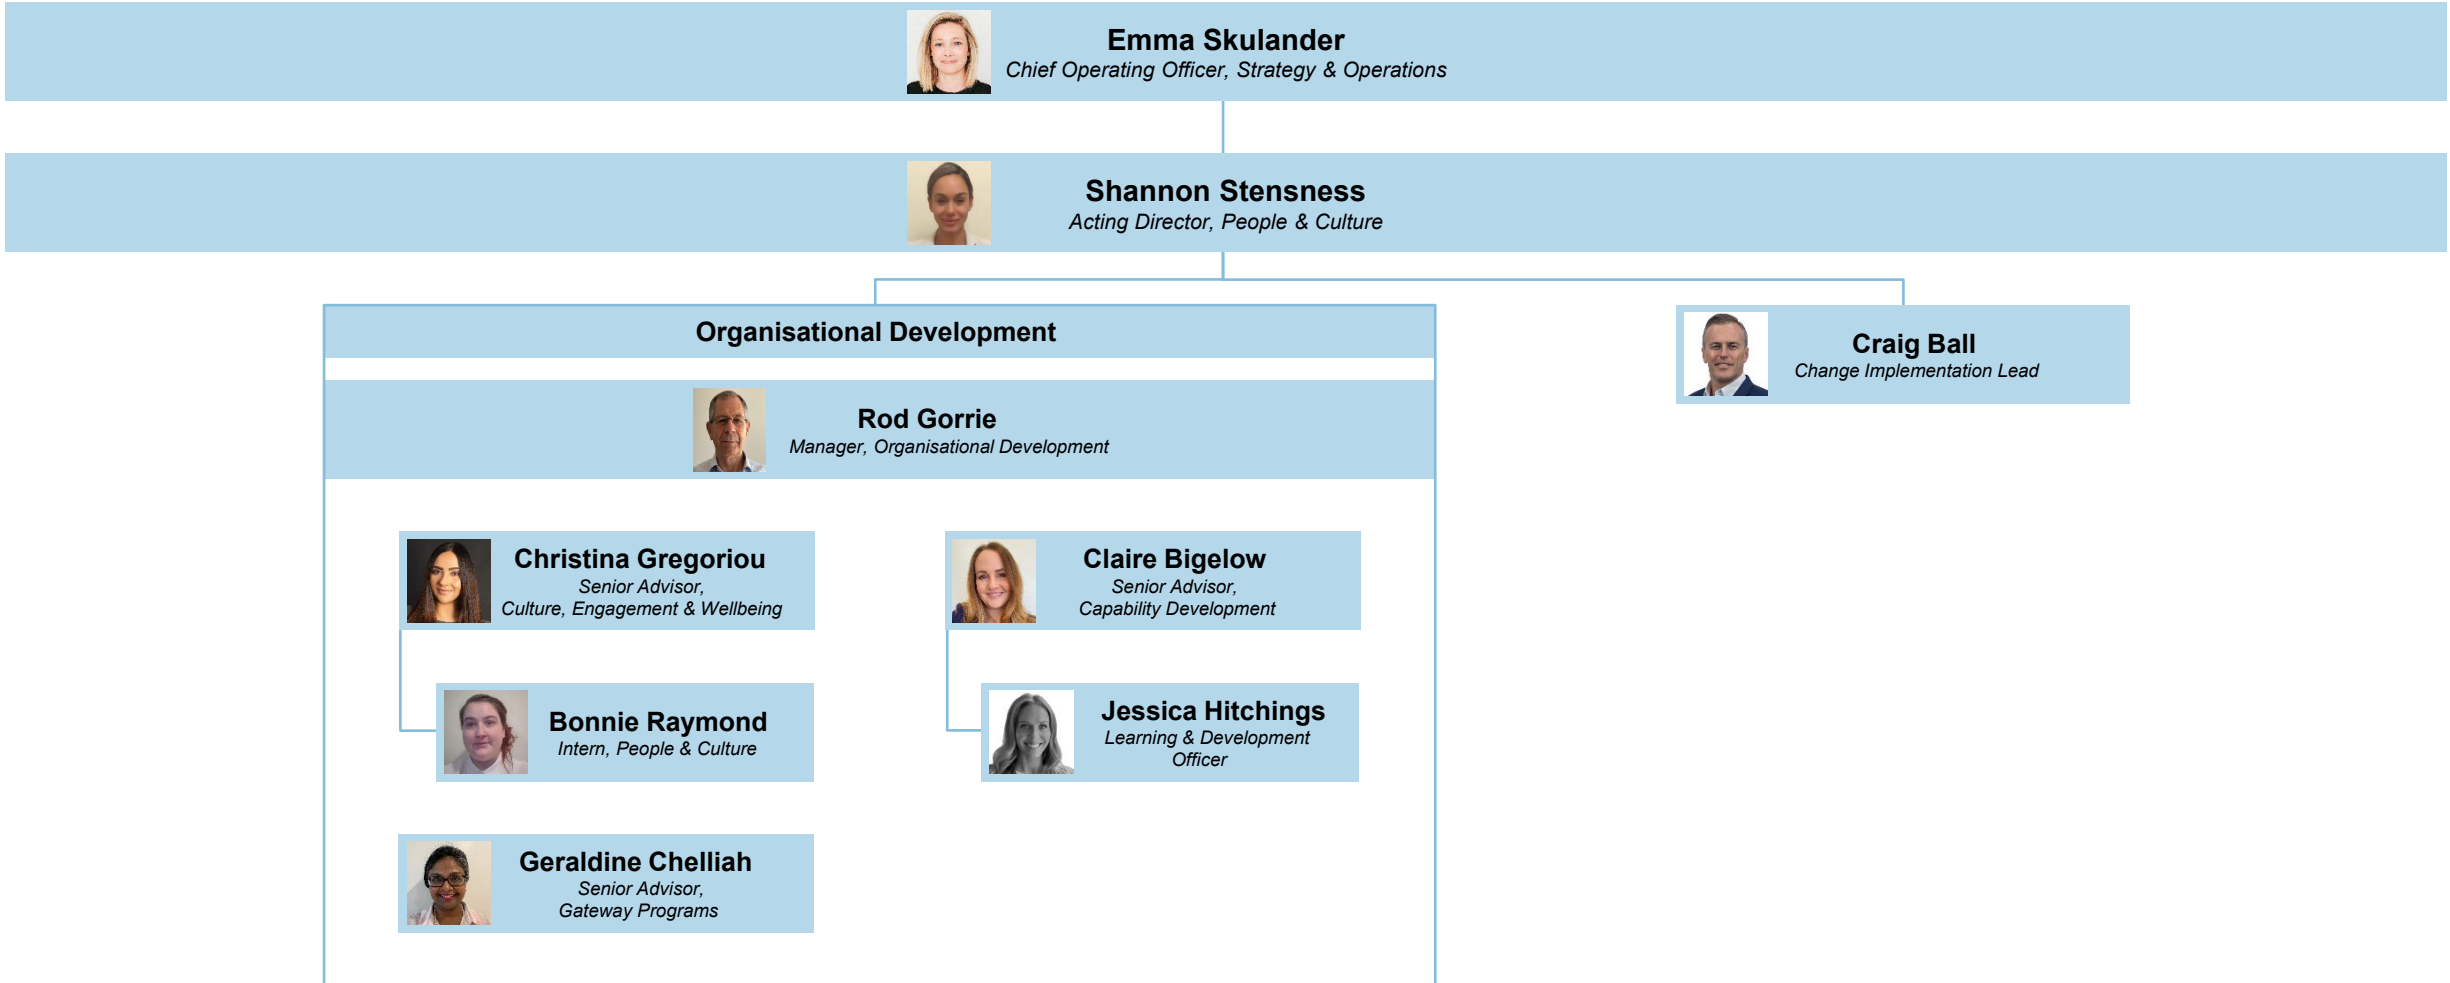 Emma Skulander
Chief Operating Officer, Strategy & Operations
Shannon Stensness
Acting Director, People & Culture
Organisational Development
Rod Gorrie
Manager, Organisational Development
Craig Ball
Change Implementation Lead
Christina Gregoriou
Senior Advisor,
Culture, Engagement & Wellbeing
Claire Bigelow
Senior Advisor,
Capability Development
Bonnie Raymond
Intern, People & Culture
Jessica Hitchings
Learning & Development
Officer
Geraldine Chelliah
Senior Advisor,
Gateway Programs